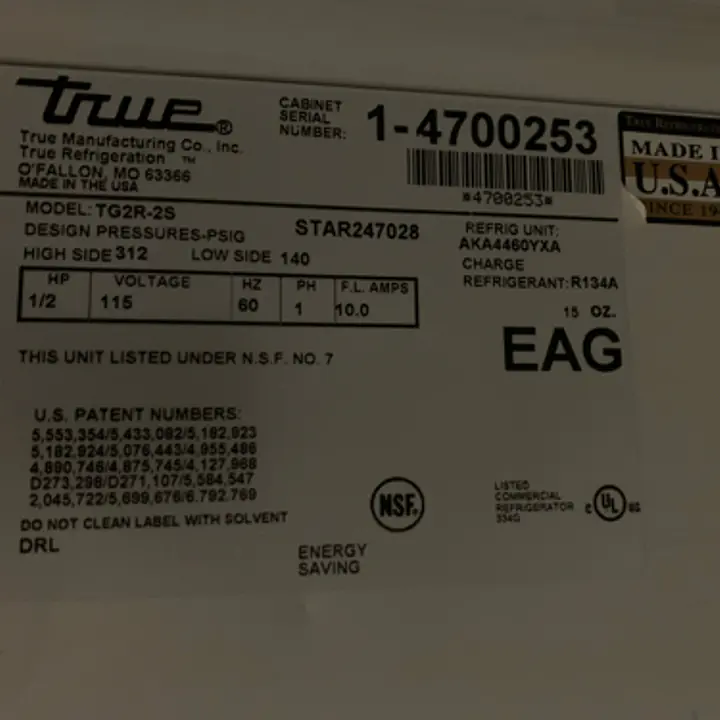 true®
True Manufacturing Co., Inc.
True Refrigeration ™
O'FALLON, MO 63366
MADE IN THE USA
CABINET
SERIAL
NUMBER: 1-4700253
*4700253*
MADE I
U.S.A
SINCE 19
MODEL: TG2R-2S
DESIGN PRESSURES-PSIG
HIGH SIDE 312 LOW SIDE 140
STAR247028
REFRIG UNIT:
AKA4460YXA
CHARGE
REFRIGERANT: R134A
15 OZ.
HP VOLTAGE HZ PH F.L. AMPS
1/2 115 60 1 10.0
EAG
THIS UNIT LISTED UNDER N.S.F. NO. 7
U.S. PATENT NUMBERS:
5,553,354/5,433,082/5,182,923
5,182,924/5,076,443/4,955,486
4,890,746/4,875,745/4,127,968
D273,298/D271,107/5,584,547
2,045,722/5,699,676/6.792.769
DO NOT CLEAN LABEL WITH SOLVENT
DRL
NSF®
ENERGY
SAVING
LISTED
COMMERCIAL
REFRIGERATOR
334G
C UL US